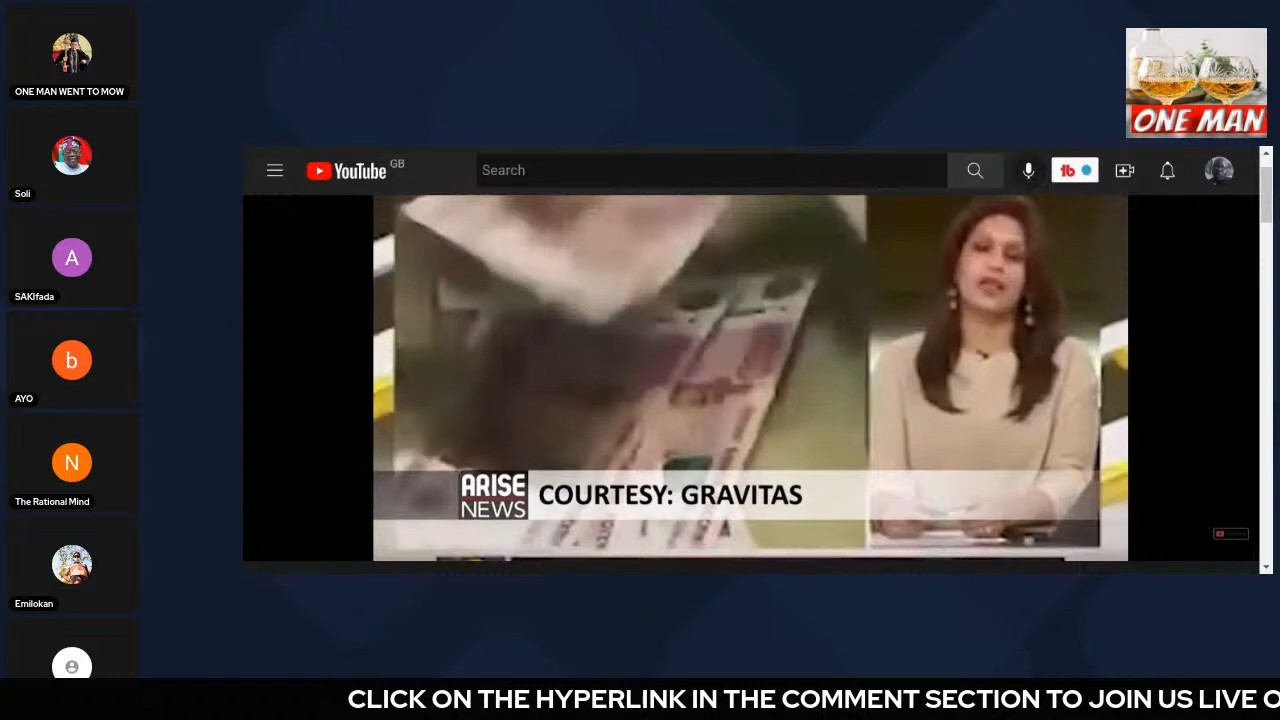 ONE MAN WENT TO MOW
Soli
A
SAKIfada
b
AYO
N
The Rational Mind
Emilokan
ONE MAN
YouTube GB
Search
tb
ARISE
NEWS
COURTESY: GRAVITAS
CLICK ON THE HYPERLINK IN THE COMMENT SECTION TO JOIN US LIVE O